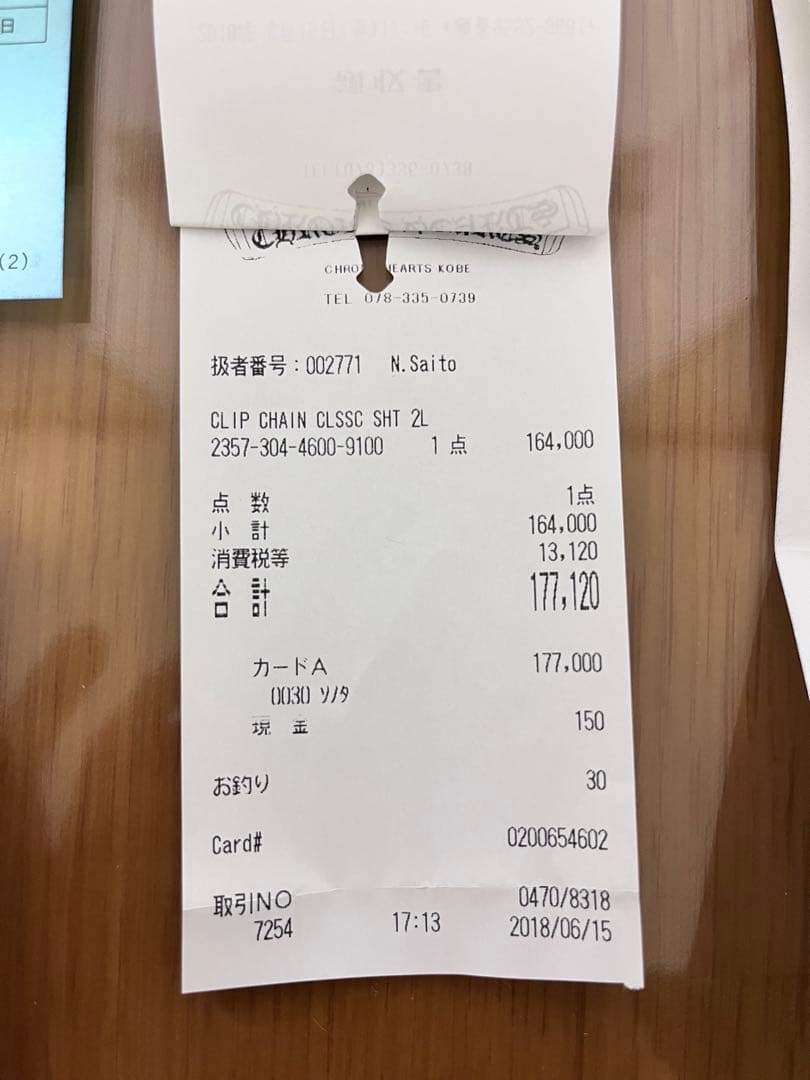 日
(2)
CHROME HEARTS KOBE
TEL 078-335-0739
扱者番号：002771 N.Saito
CLIP CHAIN CLSSC SHT 2L
2357-304-4600-9100 1点 164,000
点 数 1点
小 計 164,000
消費税等 13,120
合 計 177,120
カードA 177,000
0030 ソノタ
現 金 150
お釣り 30
Card# 0200654602
取引NO 0470/8318
7254 17:13 2018/06/15